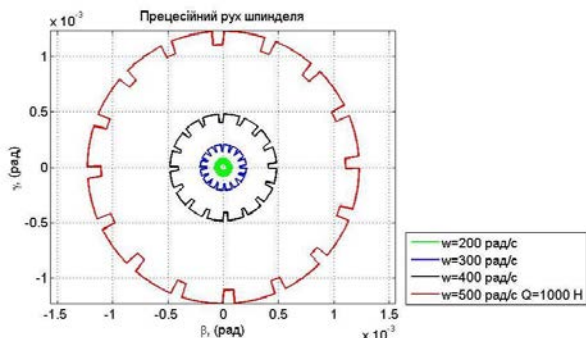 Прецесійний рух шпинделя
x 10⁻³
1
0.5
0
-0.5
-1
γ, (рад)
-1.5 -1 -0.5 0 0.5 1 1.5
β, (рад)
x 10⁻³
w=200 рад/с
w=300 рад/с
w=400 рад/с
w=500 рад/с Q=1000 Н